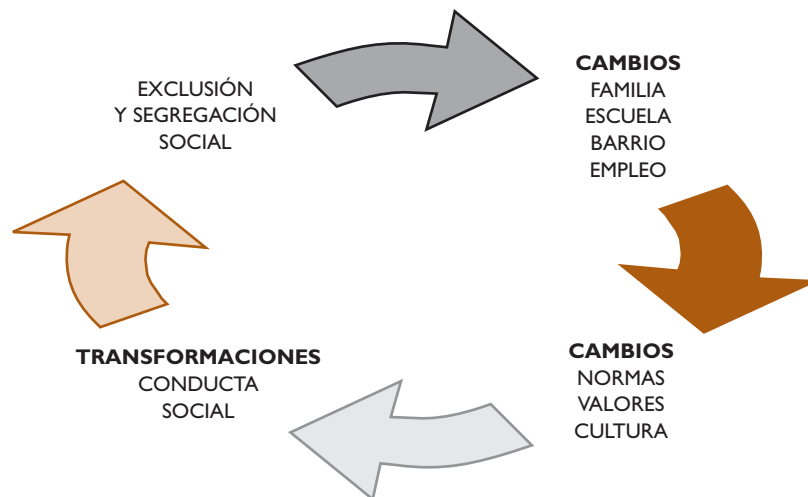 EXCLUSIÓN
Y SEGREGACIÓN
SOCIAL
CAMBIOS
FAMILIA
ESCUELA
BARRIO
EMPLEO
CAMBIOS
NORMAS
VALORES
CULTURA
TRANSFORMACIONES
CONDUCTA
SOCIAL